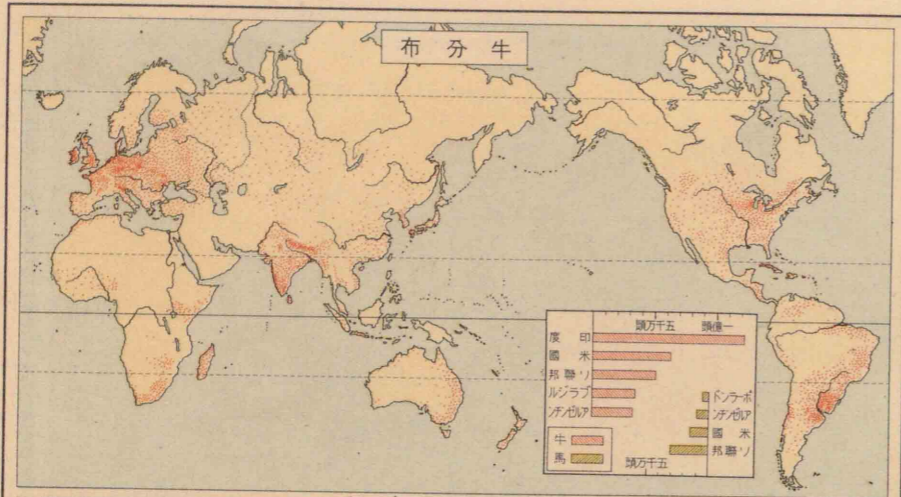 牛分布
一億頭
五千万頭
印度
米國
ソ聯邦
ブラジル
アルゼンチン
ポーランド
アルゼンチン
米國
ソ聯邦
五千万頭
牛
馬